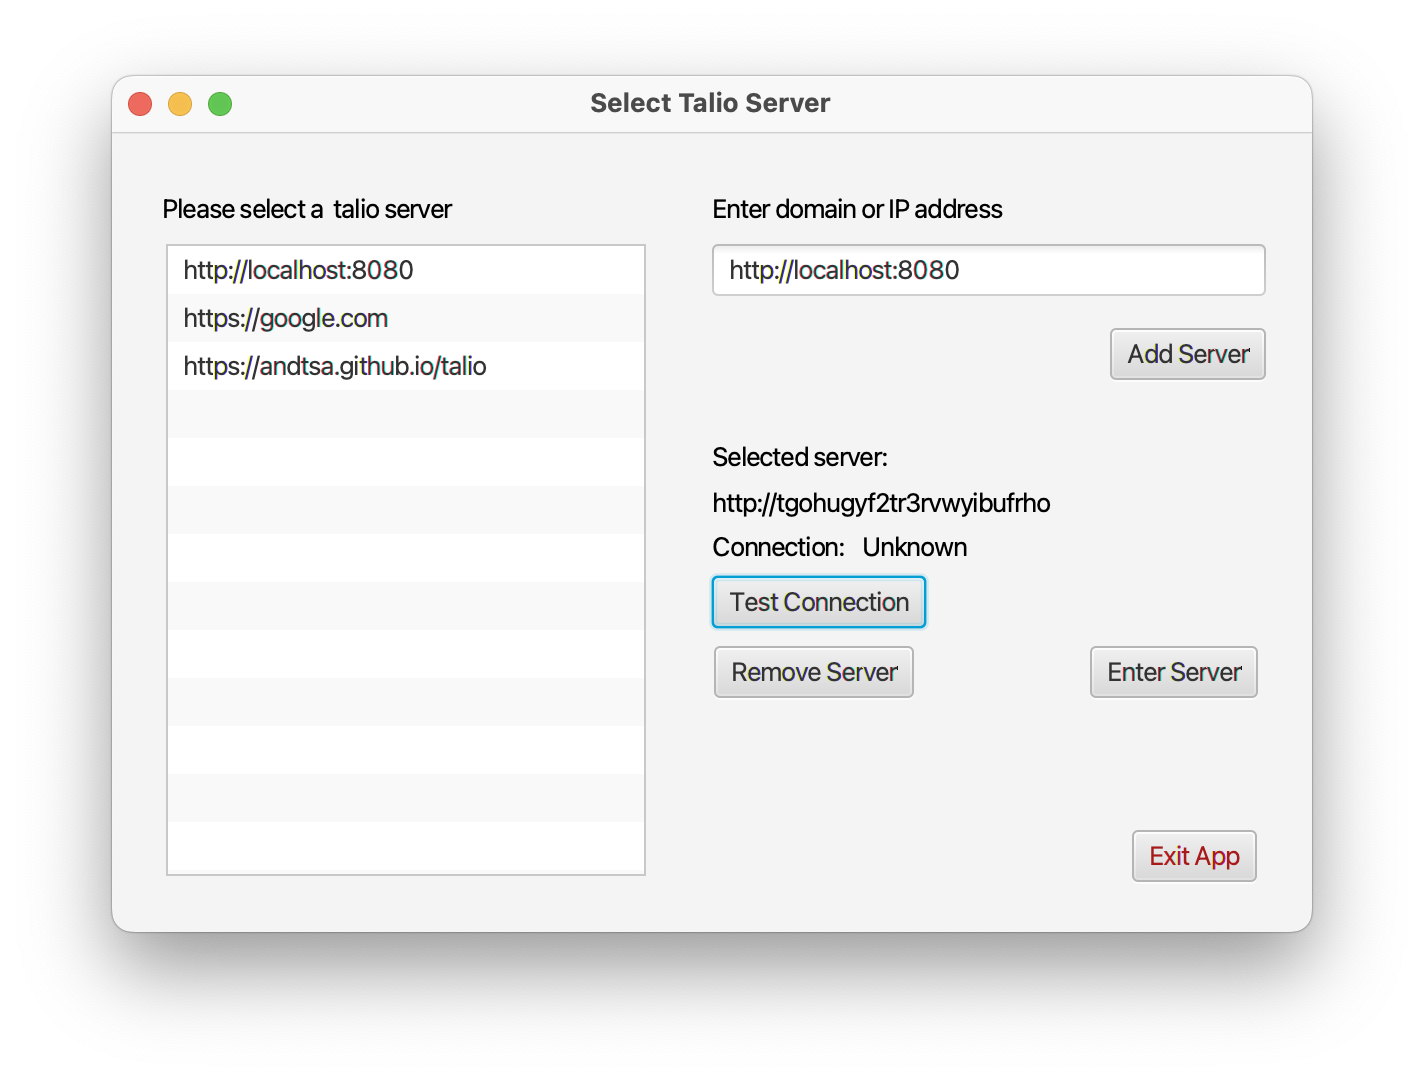 Select Talio Server
Please select a  talio server
http://localhost:8080
https://google.com
https://andtsa.github.io/talio
Enter domain or IP address
http://localhost:8080
Add Server
Selected server:
http://tgohugyf2tr3rvwyibufrho
Connection:   Unknown
Test Connection
Remove Server
Enter Server
Exit App